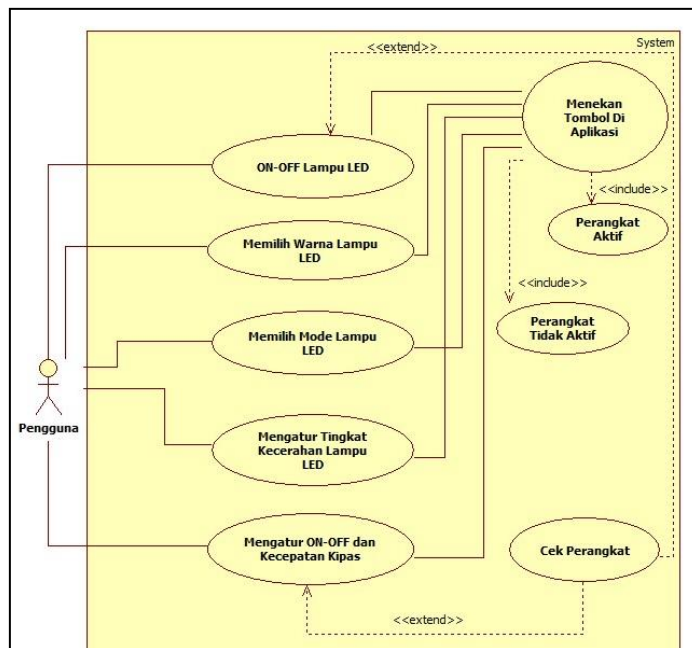 System
<<extend>>
Menekan
Tombol Di
Aplikasi
ON-OFF Lampu LED
<<include>>
Perangkat
Aktif
Memilih Warna Lampu
LED
<<include>>
Memilih Mode Lampu
LED
Perangkat
Tidak Aktif
Pengguna
Mengatur Tingkat
Kecerahan Lampu
LED
Mengatur ON-OFF dan
Kecepatan Kipas
Cek Perangkat
<<extend>>